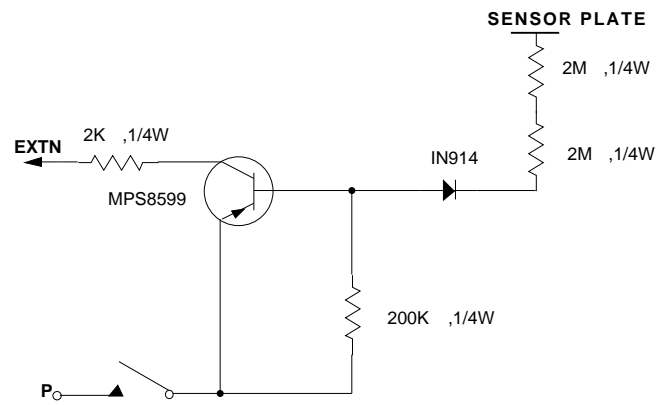 SENSOR PLATE
2M ,1/4W
2K ,1/4W
EXTN
2M ,1/4W
IN914
MPS8599
200K ,1/4W
P